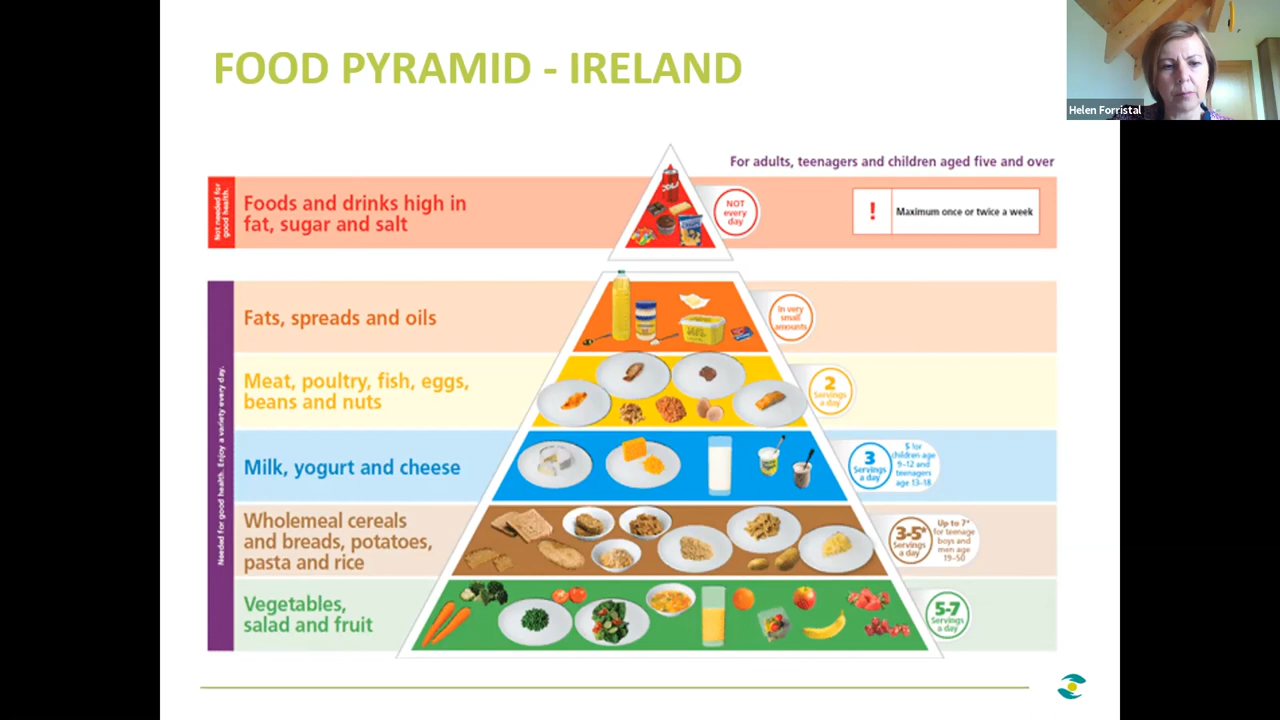 FOOD PYRAMID - IRELAND
Helen Forristal
For adults, teenagers and children aged five and over
Not needed for
good health.
Foods and drinks high in
fat, sugar and salt
NOT
every
day
!
Maximum once or twice a week
Needed for good health. Enjoy a variety every day.
Fats, spreads and oils
In very
small
amounts
Meat, poultry, fish, eggs,
beans and nuts
2
Servings
a day
Milk, yogurt and cheese
3
Servings
a day
5 for
children age
9-12 and
teenagers
age 13-18
Wholemeal cereals
and breads, potatoes,
pasta and rice
3-5*
Servings
a day
Up to 7*
for teenage
boys and
men age
19-50
Vegetables,
salad and fruit
5-7
Servings
a day